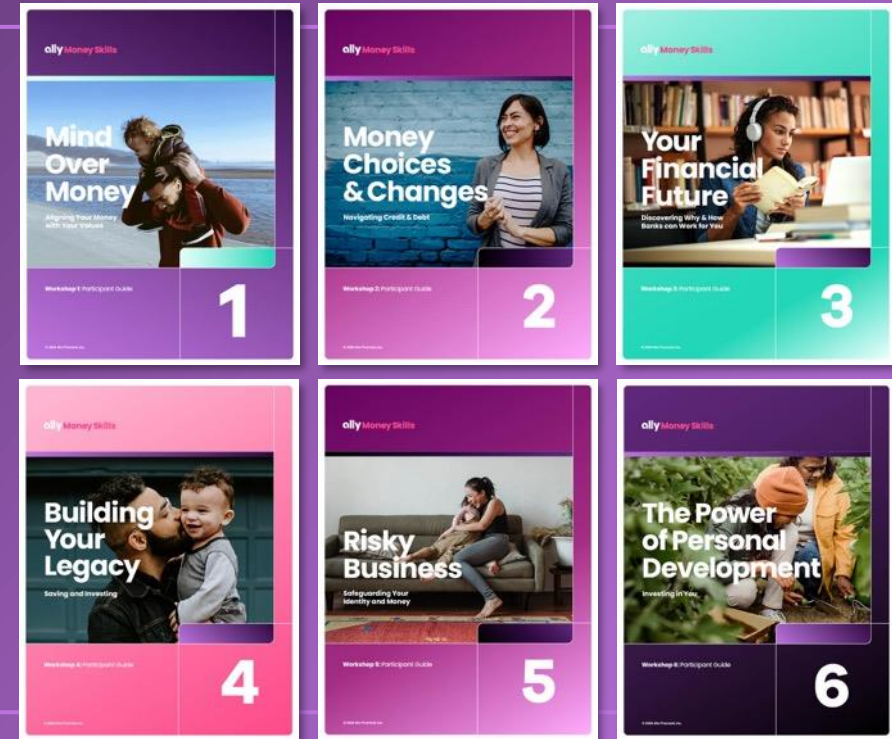 ally Money Skills
Mind
Over
Money
Aligning Your Money
with Your Values
Workshop 1: Participant Guide
1
ally Money Skills
Money
Choices
& Changes
Navigating Credit & Debt
Workshop 2: Participant Guide
2
ally Money Skills
Your
Financial
Future
Discovering Why & How
Banks can Work for You
Workshop 3: Participant Guide
3
ally Money Skills
Building
Your
Legacy
Saving and Investing
Workshop 4: Participant Guide
4
ally Money Skills
Risky
Business
Safeguarding Your
Identity and Money
Workshop 5: Participant Guide
5
ally Money Skills
The Power
of Personal
Development
Investing in You
Workshop 6: Participant Guide
6